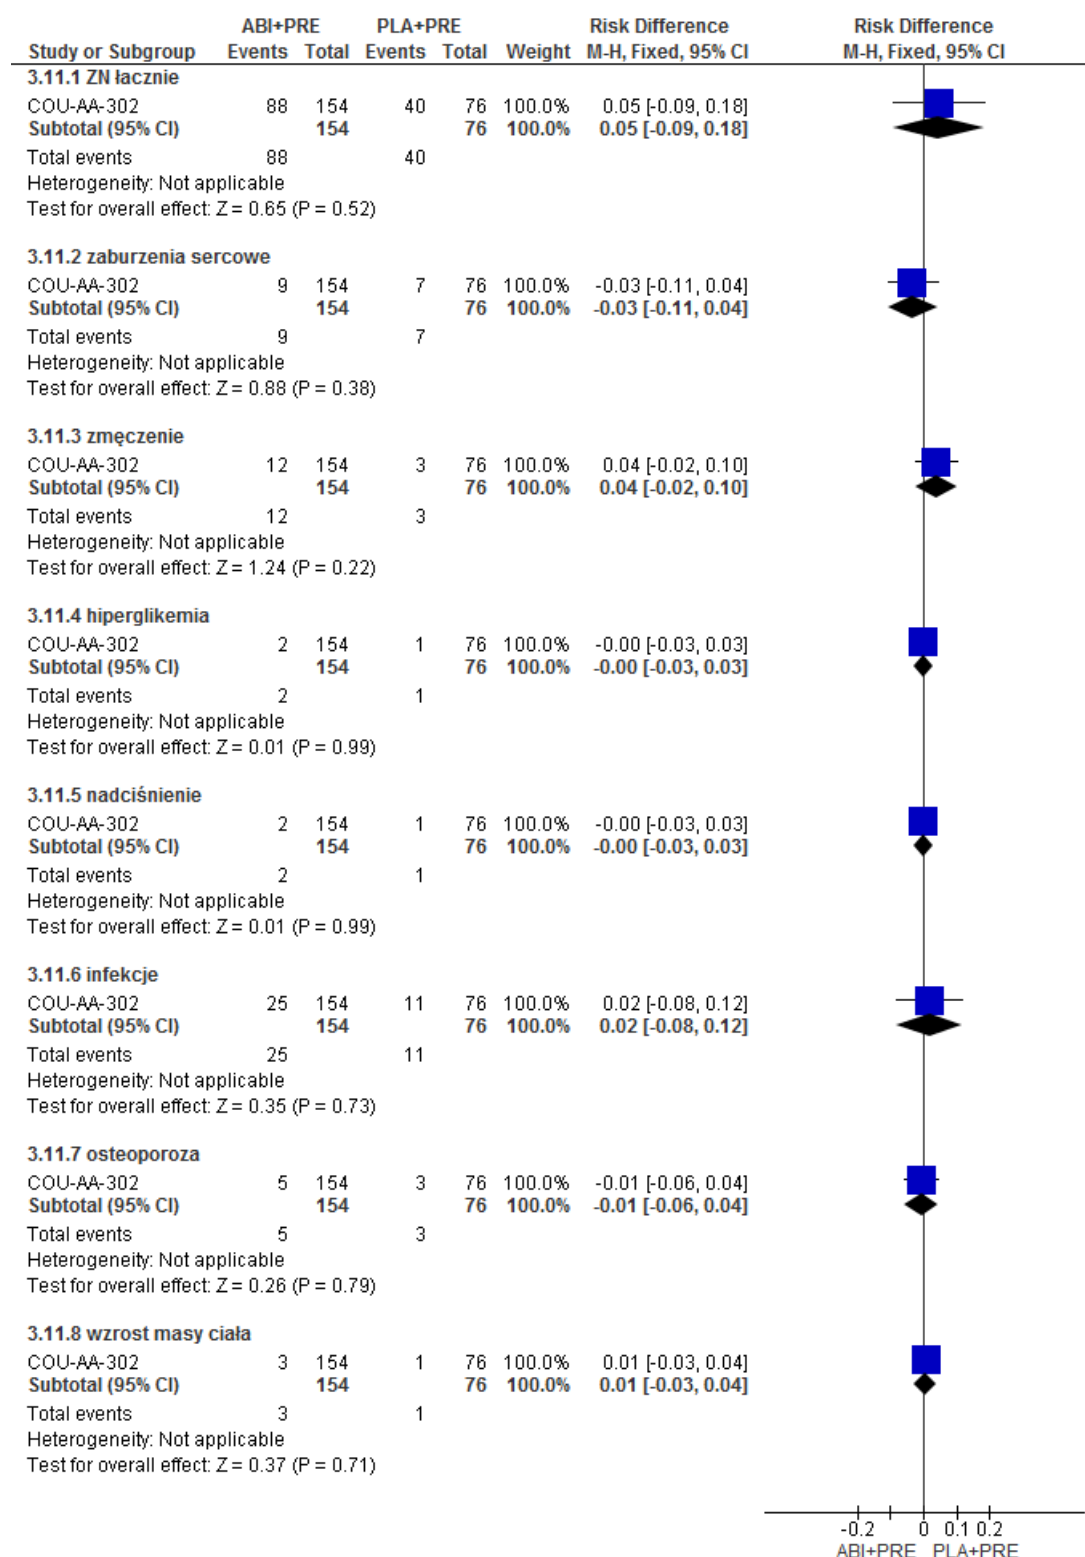 ABI+PRE PLA+PRE Risk Difference Risk Difference
Study or Subgroup Events Total Events Total Weight M-H, Fixed, 95% CI M-H, Fixed, 95% CI
3.11.1 ZN łacznie
COU-AA-302 88 154 40 76 100.0% 0.05 [-0.09, 0.18]
Subtotal (95% CI) 154 76 100.0% 0.05 [-0.09, 0.18]
Total events 88 40
Heterogeneity: Not applicable
Test for overall effect: Z = 0.65 (P = 0.52)
3.11.2 zaburzenia sercowe
COU-AA-302 9 154 7 76 100.0% -0.03 [-0.11, 0.04]
Subtotal (95% CI) 154 76 100.0% -0.03 [-0.11, 0.04]
Total events 9 7
Heterogeneity: Not applicable
Test for overall effect: Z = 0.88 (P = 0.38)
3.11.3 zmęczenie
COU-AA-302 12 154 3 76 100.0% 0.04 [-0.02, 0.10]
Subtotal (95% CI) 154 76 100.0% 0.04 [-0.02, 0.10]
Total events 12 3
Heterogeneity: Not applicable
Test for overall effect: Z = 1.24 (P = 0.22)
3.11.4 hiperglikemia
COU-AA-302 2 154 1 76 100.0% -0.00 [-0.03, 0.03]
Subtotal (95% CI) 154 76 100.0% -0.00 [-0.03, 0.03]
Total events 2 1
Heterogeneity: Not applicable
Test for overall effect: Z = 0.01 (P = 0.99)
3.11.5 nadciśnienie
COU-AA-302 2 154 1 76 100.0% -0.00 [-0.03, 0.03]
Subtotal (95% CI) 154 76 100.0% -0.00 [-0.03, 0.03]
Total events 2 1
Heterogeneity: Not applicable
Test for overall effect: Z = 0.01 (P = 0.99)
3.11.6 infekcje
COU-AA-302 25 154 11 76 100.0% 0.02 [-0.08, 0.12]
Subtotal (95% CI) 154 76 100.0% 0.02 [-0.08, 0.12]
Total events 25 11
Heterogeneity: Not applicable
Test for overall effect: Z = 0.35 (P = 0.73)
3.11.7 osteoporoza
COU-AA-302 5 154 3 76 100.0% -0.01 [-0.06, 0.04]
Subtotal (95% CI) 154 76 100.0% -0.01 [-0.06, 0.04]
Total events 5 3
Heterogeneity: Not applicable
Test for overall effect: Z = 0.26 (P = 0.79)
3.11.8 wzrost masy ciała
COU-AA-302 3 154 1 76 100.0% 0.01 [-0.03, 0.04]
Subtotal (95% CI) 154 76 100.0% 0.01 [-0.03, 0.04]
Total events 3 1
Heterogeneity: Not applicable
Test for overall effect: Z = 0.37 (P = 0.71)
-0.2 0 0.1 0.2
ABI+PRE PLA+PRE